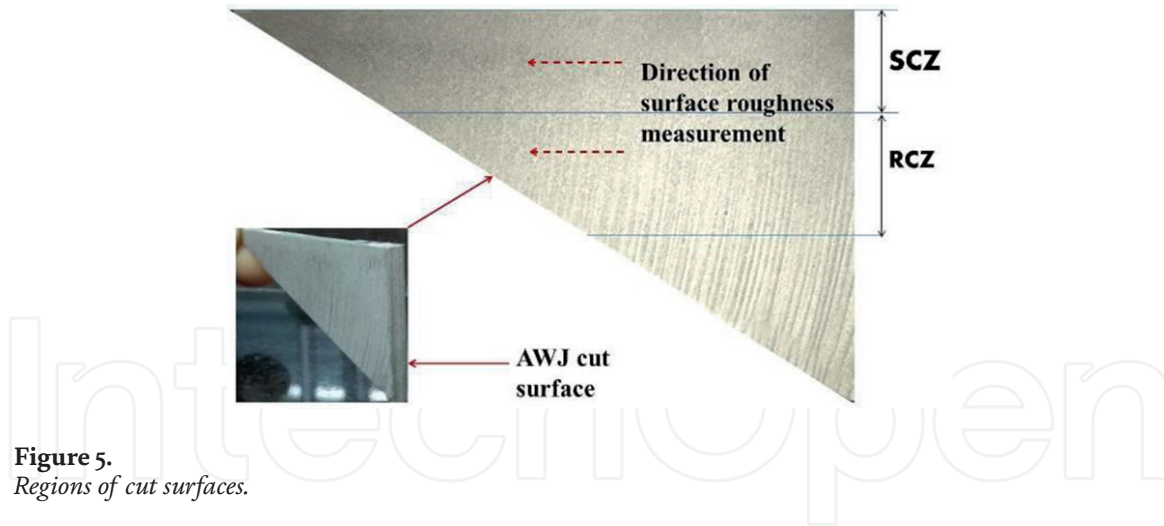 SCZ
Direction of
surface roughness
measurement
RCZ
AWJ cut
surface
IntechOpen
Figure 5.
Regions of cut surfaces.